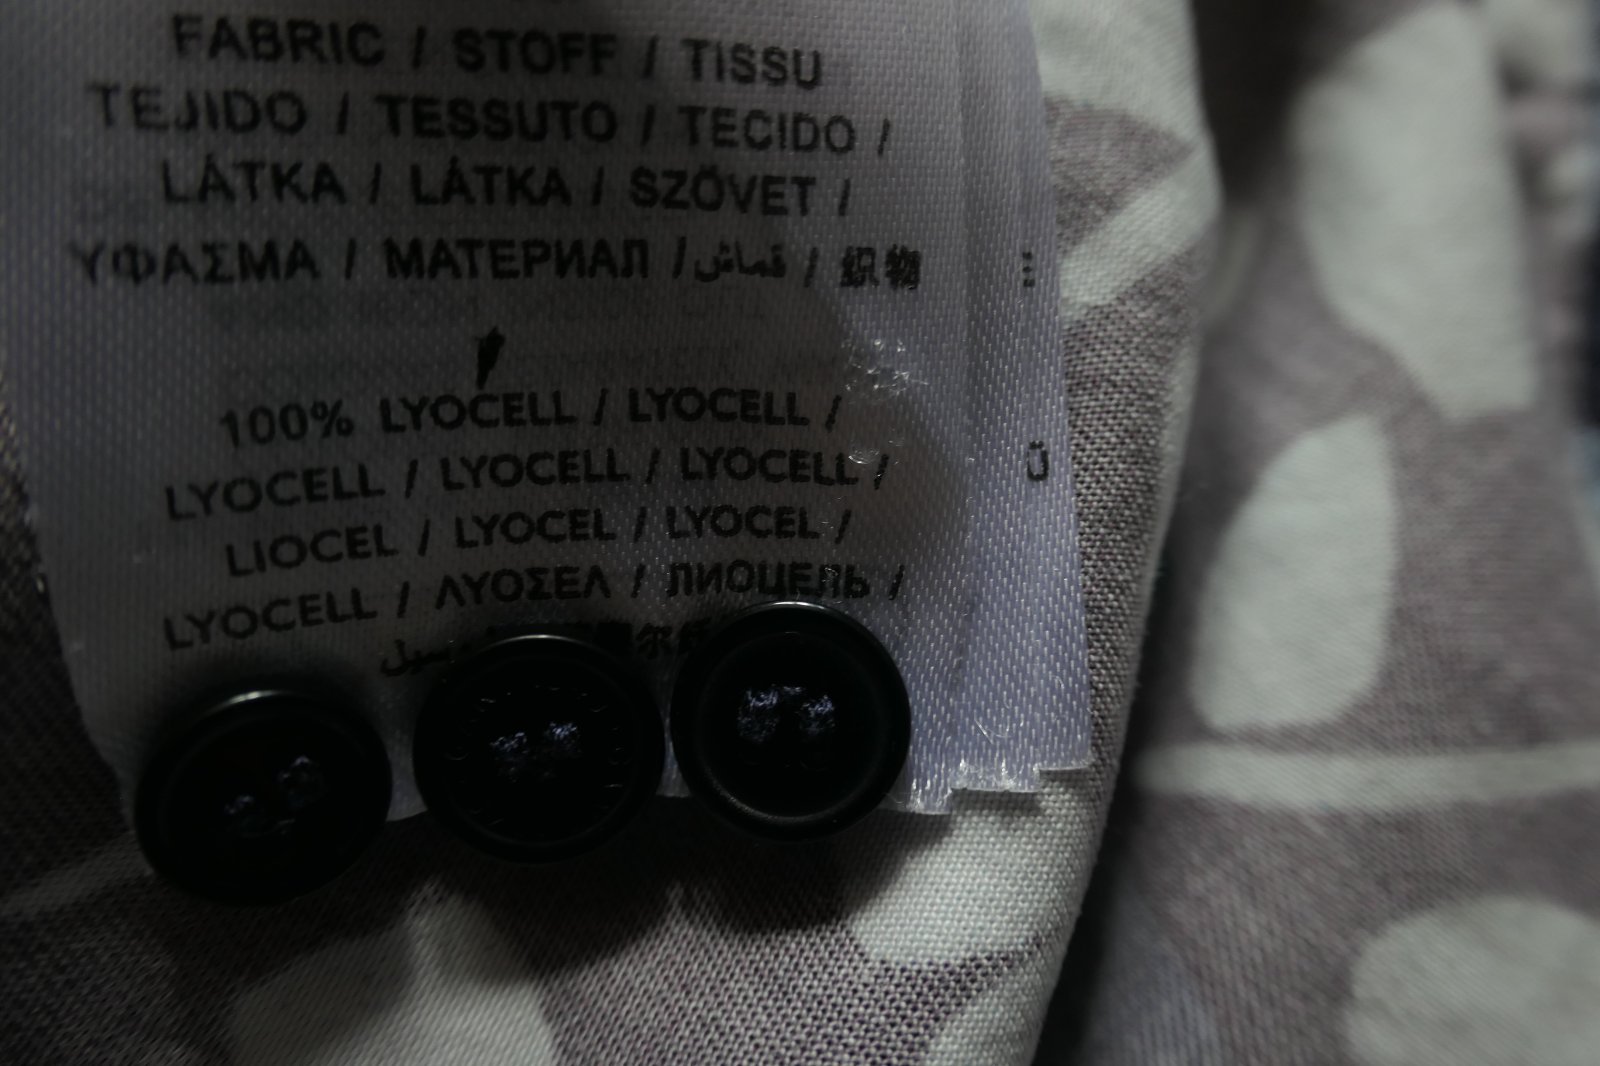 FABRIC / STOFF / TISSU
TEJIDO / TESSUTO / TECIDO /
LÁTKA / LÁTKA / SZÖVET /
ΥΦΑΣΜΑ / МАТЕРИАЛ / قماش / 织物
100% LYOCELL / LYOCELL /
LYOCELL / LYOCELL / LYOCELL /
LIOCEL / LYOCEL / LYOCEL /
LYOCELL / ΛΥΟΣΕΛ / ЛИОЦЕЛЬ /